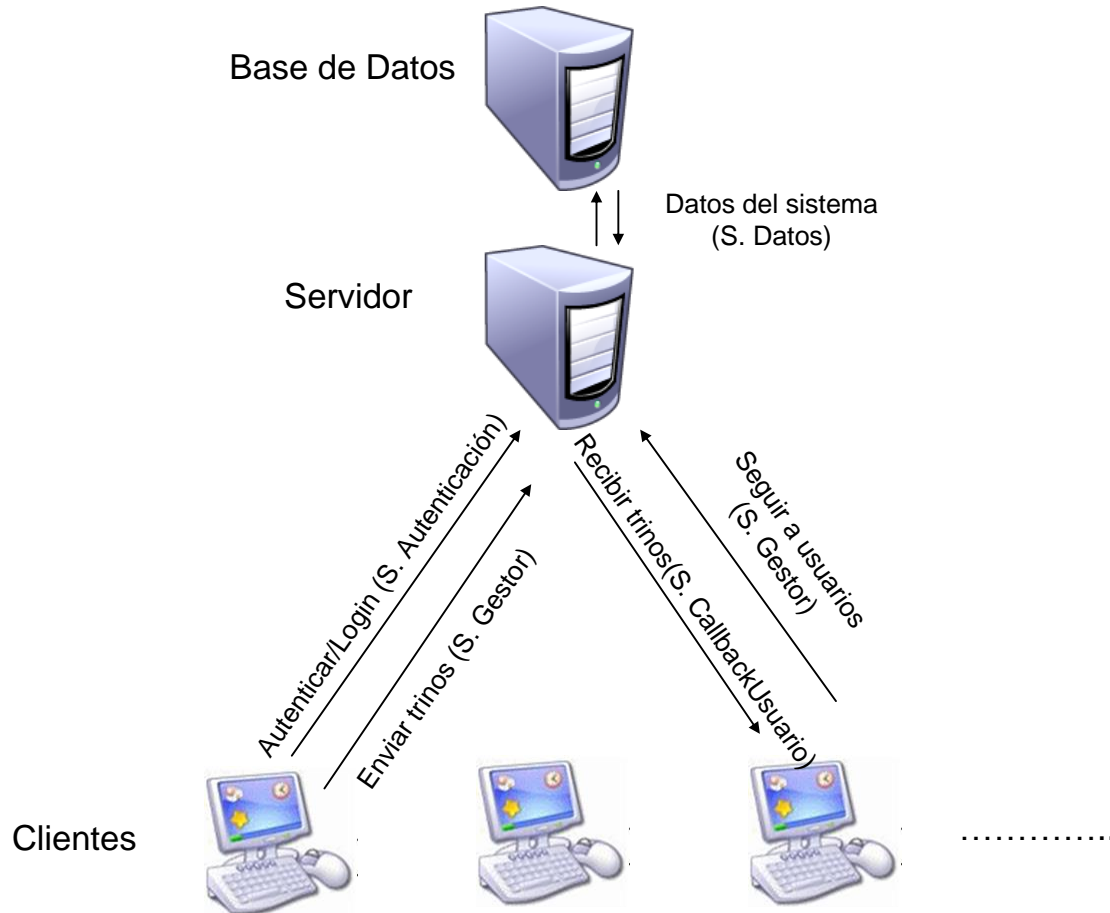 Base de Datos
Datos del sistema
(S. Datos)
Servidor
Autenticar/Login (S. Autenticación)
Enviar trinos (S. Gestor)
Recibir trinos(S. CallbackUsuario)
Seguir a usuarios
(S. Gestor)
Clientes
..............